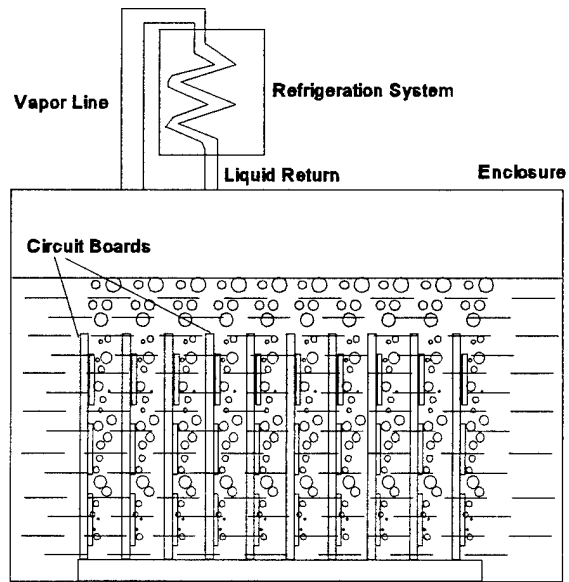 Vapor Line
Refrigeration System
Liquid Return
Enclosure
Circuit Boards